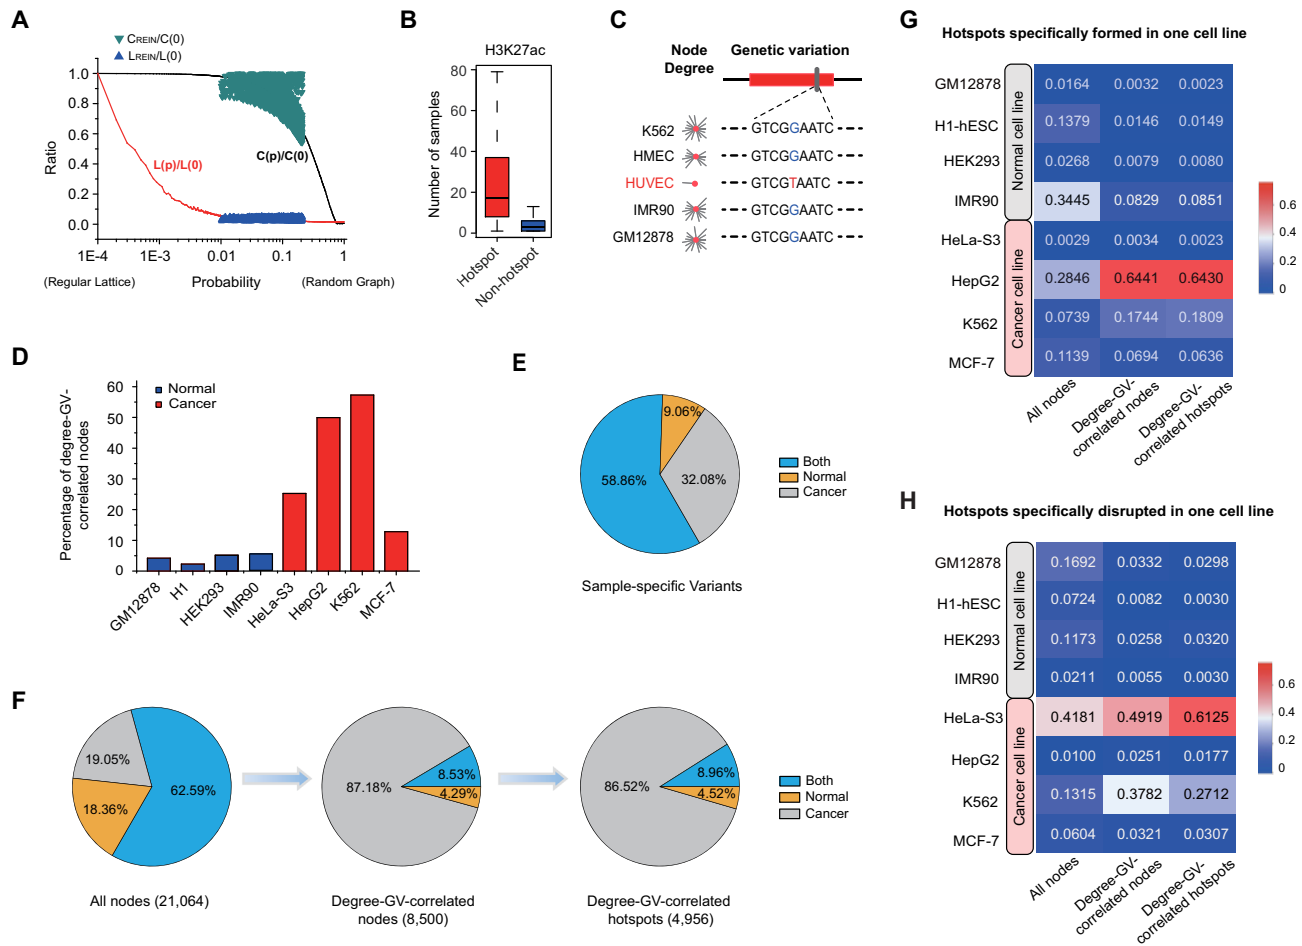 A
CREIN/C(0)
LREIN/L(0)
Ratio
1.0
0.8
0.6
0.4
0.2
0.0
L(p)/L(0)
C(p)/C(0)
1E-4
1E-3
0.01
0.1
1
(Regular Lattice)
Probability
(Random Graph)
B
H3K27ac
Number of samples
80
60
40
20
0
Hotspot
Non-hotspot
C
Node Degree
Genetic variation
K562 GTCGGAATC
HMEC GTCGGAATC
HUVEC GTCGTAATC
IMR90 GTCGGAATC
GM12878 GTCGGAATC
D
Percentage of degree-GV-
correlated nodes
60
50
40
30
20
10
0
Normal
Cancer
GM12878
H1
HEK293
IMR90
HeLa-S3
HepG2
K562
MCF-7
E
9.06%
58.86%
32.08%
Both
Normal
Cancer
Sample-specific Variants
F
19.05%
62.59%
18.36%
All nodes (21,064)
87.18%
8.53%
4.29%
Degree-GV-correlated
nodes (8,500)
86.52%
8.96%
4.52%
Degree-GV-correlated
hotspots (4,956)
Both
Normal
Cancer
G
Hotspots specifically formed in one cell line
Normal cell line
Cancer cell line
GM12878 0.0164 0.0032 0.0023
H1-hESC 0.1379 0.0146 0.0149
HEK293 0.0268 0.0079 0.0080
IMR90 0.3445 0.0829 0.0851
HeLa-S3 0.0029 0.0034 0.0023
HepG2 0.2846 0.6441 0.6430
K562 0.0739 0.1744 0.1809
MCF-7 0.1139 0.0694 0.0636
All nodes
Degree-GV-
correlated nodes
Degree-GV-
correlated hotspots
0.6
0.4
0.2
0
H
Hotspots specifically disrupted in one cell line
Normal cell line
Cancer cell line
GM12878 0.1692 0.0332 0.0298
H1-hESC 0.0724 0.0082 0.0030
HEK293 0.1173 0.0258 0.0320
IMR90 0.0211 0.0055 0.0030
HeLa-S3 0.4181 0.4919 0.6125
HepG2 0.0100 0.0251 0.0177
K562 0.1315 0.3782 0.2712
MCF-7 0.0604 0.0321 0.0307
All nodes
Degree-GV-
correlated nodes
Degree-GV-
correlated hotspots
0.6
0.4
0.2
0